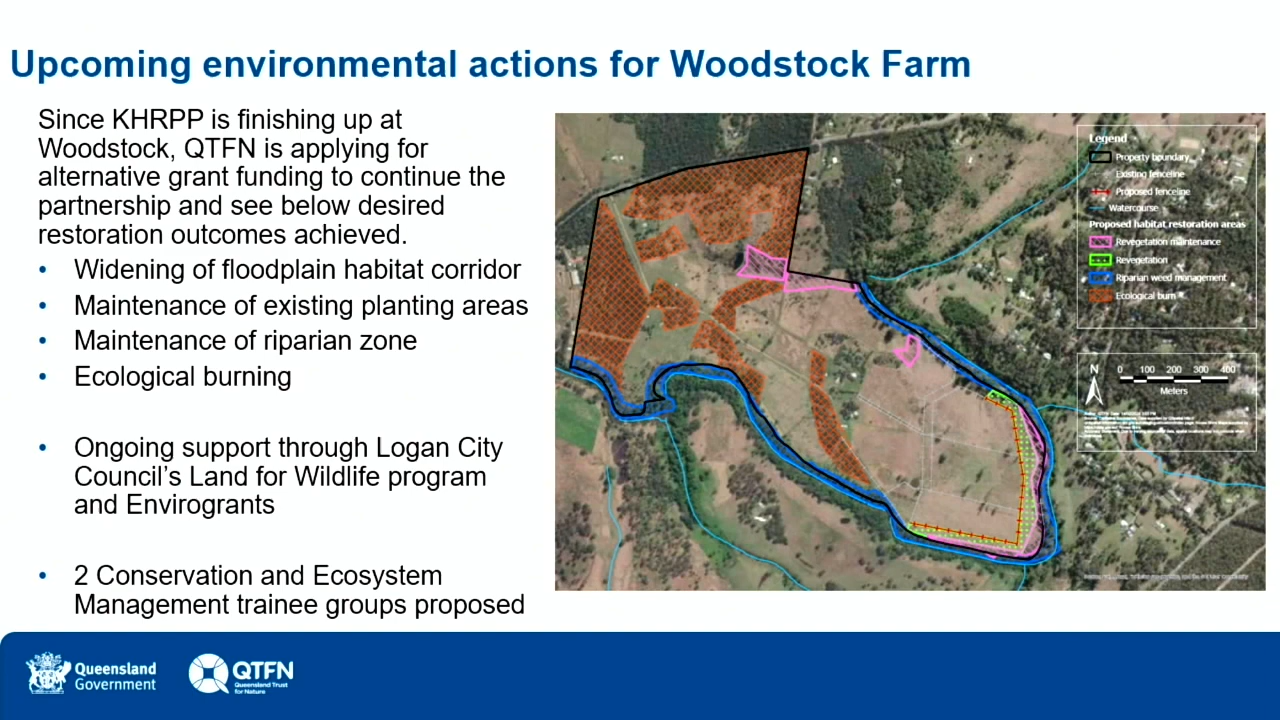 Upcoming environmental actions for Woodstock Farm
Since KHRPP is finishing up at
Woodstock, QTFN is applying for
alternative grant funding to continue the
partnership and see below desired
restoration outcomes achieved.
• Widening of floodplain habitat corridor
• Maintenance of existing planting areas
• Maintenance of riparian zone
• Ecological burning
• Ongoing support through Logan City
Council's Land for Wildlife program
and Envirogrants
• 2 Conservation and Ecosystem
Management trainee groups proposed
Legend
Property boundary
Existing fenceline
Proposed fenceline
Watercourse
Proposed habitat restoration areas
Revegetation maintenance
Revegetation
Riparian weed management
Ecological burn
N
0 100 200 300 400
Meters
Queensland
Government
QTFN
Queensland Trust
for Nature